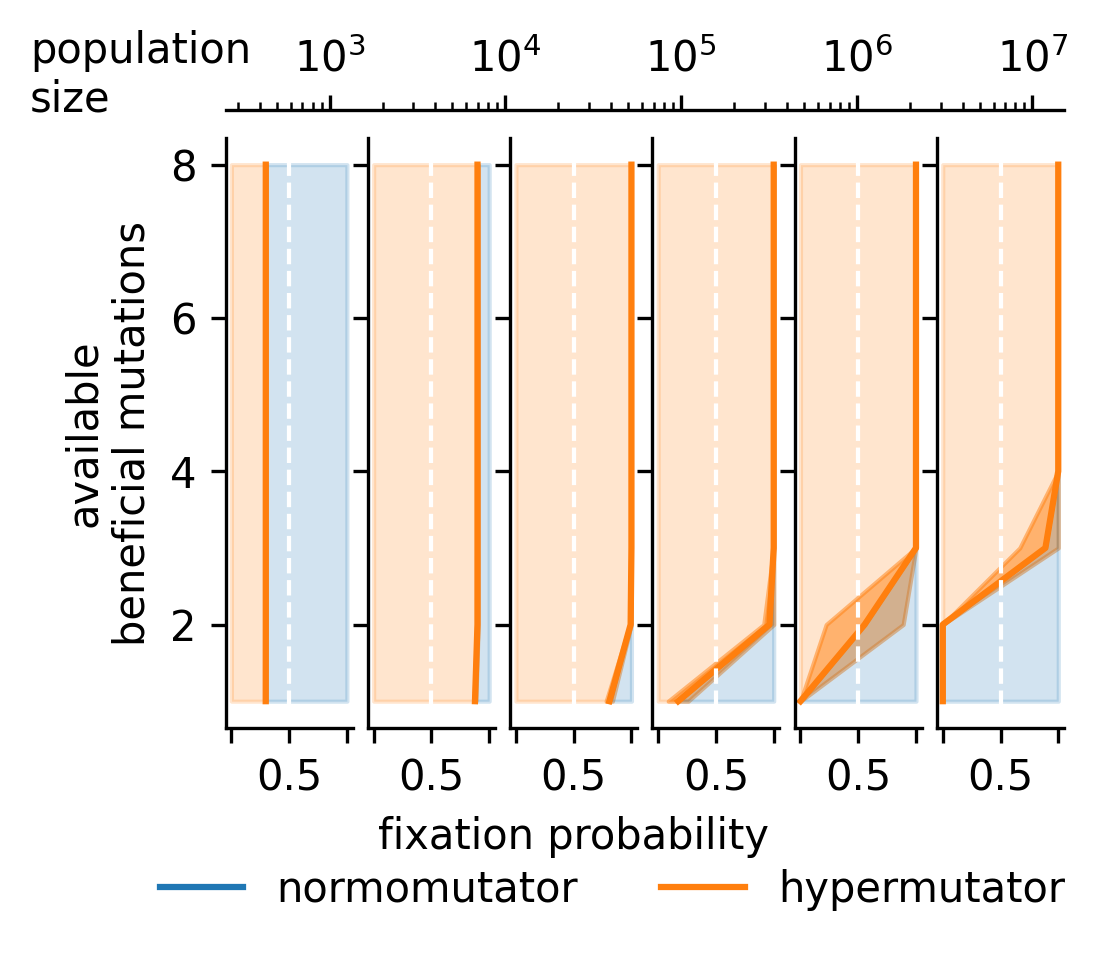 population
size
10³ 10⁴ 10⁵ 10⁶ 10⁷
available
beneficial mutations
8
6
4
2
0.5 0.5 0.5 0.5 0.5 0.5
fixation probability
normomutator hypermutator